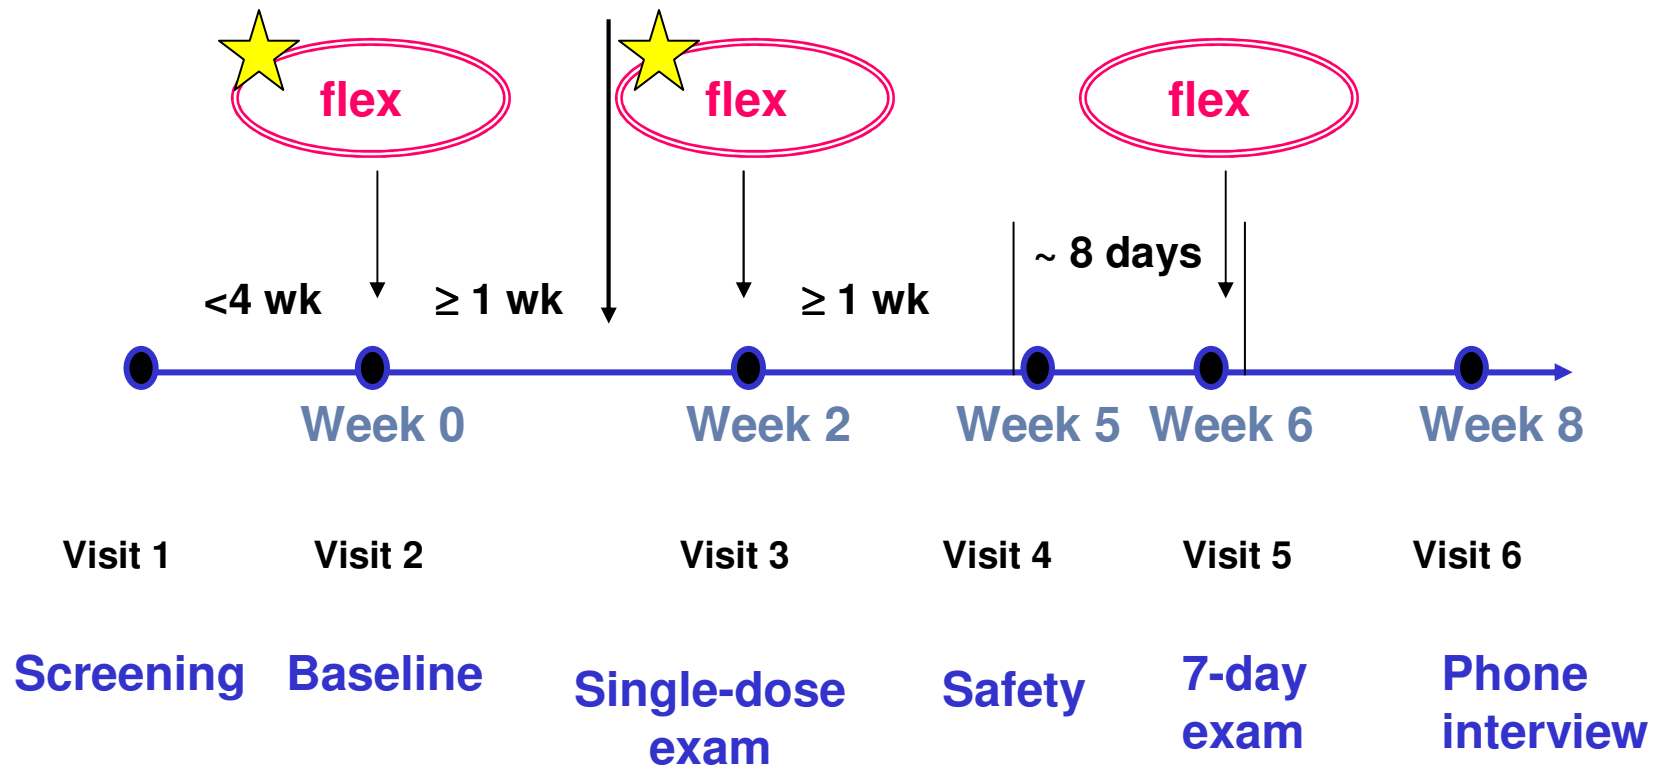 flex flex flex
~ 8 days
<4 wk ≥ 1 wk ≥ 1 wk
Week 0 Week 2 Week 5 Week 6 Week 8
Visit 1 Visit 2 Visit 3 Visit 4 Visit 5 Visit 6
Screening Baseline Single-dose Safety 7-day Phone
exam exam interview